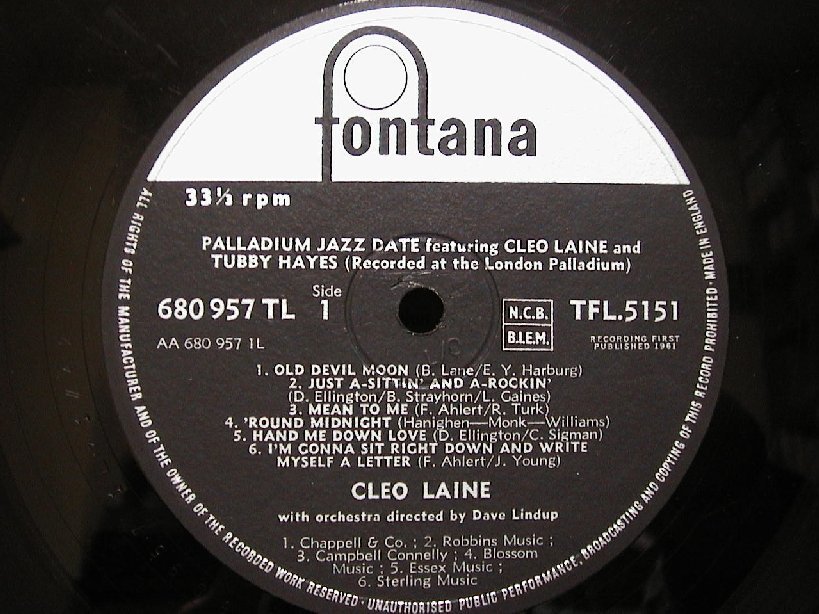 fontana
33⅓ rpm
PALLADIUM JAZZ DATE featuring CLEO LAINE and
TUBBY HAYES (Recorded at the London Palladium)
680 957 TL Side 1 N.C.B. B.I.E.M. TFL.5151
AA 680 957 1L RECORDING FIRST PUBLISHED 1961
1. OLD DEVIL MOON (B. Lane/E. Y. Harburg)
2. JUST A-SITTIN' AND A-ROCKIN'
(D. Ellington/B. Strayhorn/L. Gaines)
3. MEAN TO ME (F. Ahlert/R. Turk)
4. 'ROUND MIDNIGHT (Hanighen—Monk—Williams)
5. HAND ME DOWN LOVE (D. Ellington/C. Sigman)
6. I'M GONNA SIT RIGHT DOWN AND WRITE
MYSELF A LETTER (F. Ahlert/J. Young)
CLEO LAINE
with orchestra directed by Dave Lindup
1. Chappell & Co. ; 2. Robbins Music ;
3. Campbell Connelly ; 4. Blossom
Music ; 5. Essex Music ;
6. Sterling Music
ALL RIGHTS OF THE MANUFACTURER AND OF THE OWNER OF THE RECORDED WORK RESERVED · UNAUTHORISED PUBLIC PERFORMANCE, BROADCASTING AND COPYING OF THIS RECORD PROHIBITED · MADE IN ENGLAND